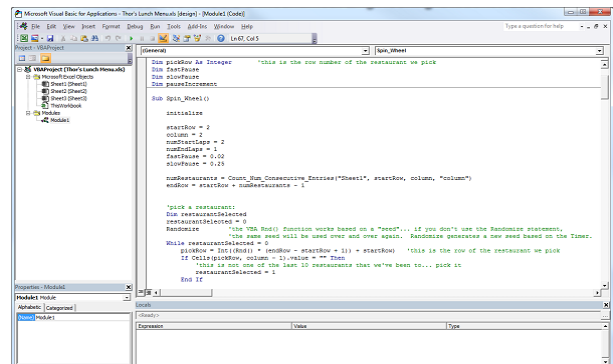 Microsoft Visual Basic for Applications - Thor's Lunch Menu.xls [design] - [Module1 (Code)]
File Edit View Insert Format Debug Run Tools Add-Ins Window Help
Type a question for help
Ln 67, Col 5
Project - VBAProject
(General)
Spin_Wheel
VBAProject (Thor's Lunch Menu.xls)
Microsoft Excel Objects
Sheet1 (Sheet1)
Sheet2 (Sheet2)
Sheet3 (Sheet3)
ThisWorkbook
Modules
Module1
Dim pickRow As Integer 'this is the row number of the restaurant we pick
Dim fastPause
Dim slowPause
Dim pauseIncrement
Sub Spin_Wheel()
initialize
startRow = 2
column = 2
numStartLaps = 2
numEndLaps = 1
fastPause = 0.02
slowPause = 0.25
numRestaurants = Count_Num_Consecutive_Entries("Sheet1", startRow, column, "column")
endRow = startRow + numRestaurants - 1
'pick a restaurant:
Dim restaurantSelected
restaurantSelected = 0
Randomize 'the VBA Rnd() function works based on a "seed"... if you don't use the Randomize statement,
'the same seed will be used over and over again. Randomize generates a new seed based on the Timer.
While restaurantSelected = 0
pickRow = Int((Rnd() * (endRow - startRow + 1)) + startRow) 'this is the row of the restaurant we pick
If Cells(pickRow, column - 1).value = "" Then
'this is not one of the last 10 restaurants that we've been to... pick it
restaurantSelected = 1
End If
Properties - Module1
Module1 Module
Alphabetic Categorized
(Name) Module1
Locals
<Ready>
Expression Value Type